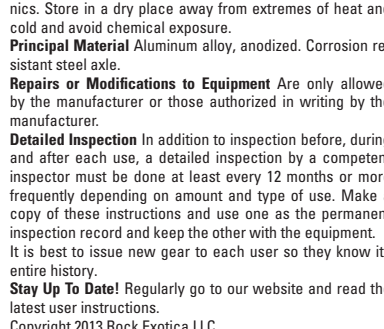 nics. Store in a dry place away from extremes of heat and
cold and avoid chemical exposure.
Principal Material Aluminum alloy, anodized. Corrosion re
sistant steel axle.
Repairs or Modifications to Equipment Are only allowe
by the manufacturer or those authorized in writing by the
manufacturer.
Detailed Inspection In addition to inspection before, durin
and after each use, a detailed inspection by a competen
inspector must be done at least every 12 months or mor
frequently depending on amount and type of use. Make
copy of these instructions and use one as the permanen
inspection record and keep the other with the equipment.
It is best to issue new gear to each user so they know it
entire history.
Stay Up To Date! Regularly go to our website and read the
latest user instructions.
Copyright 2013 Rock Exotica LLC